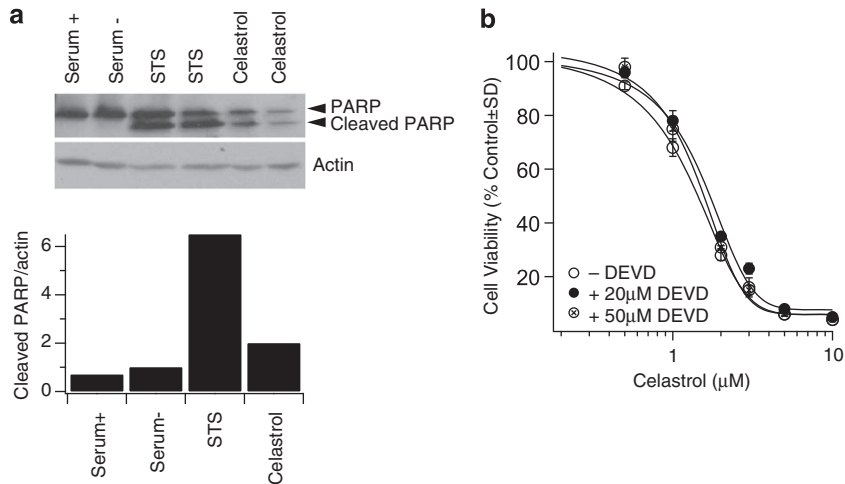 a
Serum +
Serum -
STS
STS
Celastrol
Celastrol
PARP
Cleaved PARP
Actin
Cleaved PARP/actin
6
4
2
0
Serum+
Serum-
STS
Celastrol
b
Cell Viability (% Control±SD)
100
80
60
40
20
– DEVD
+ 20μM DEVD
+ 50μM DEVD
1
10
Celastrol (μM)